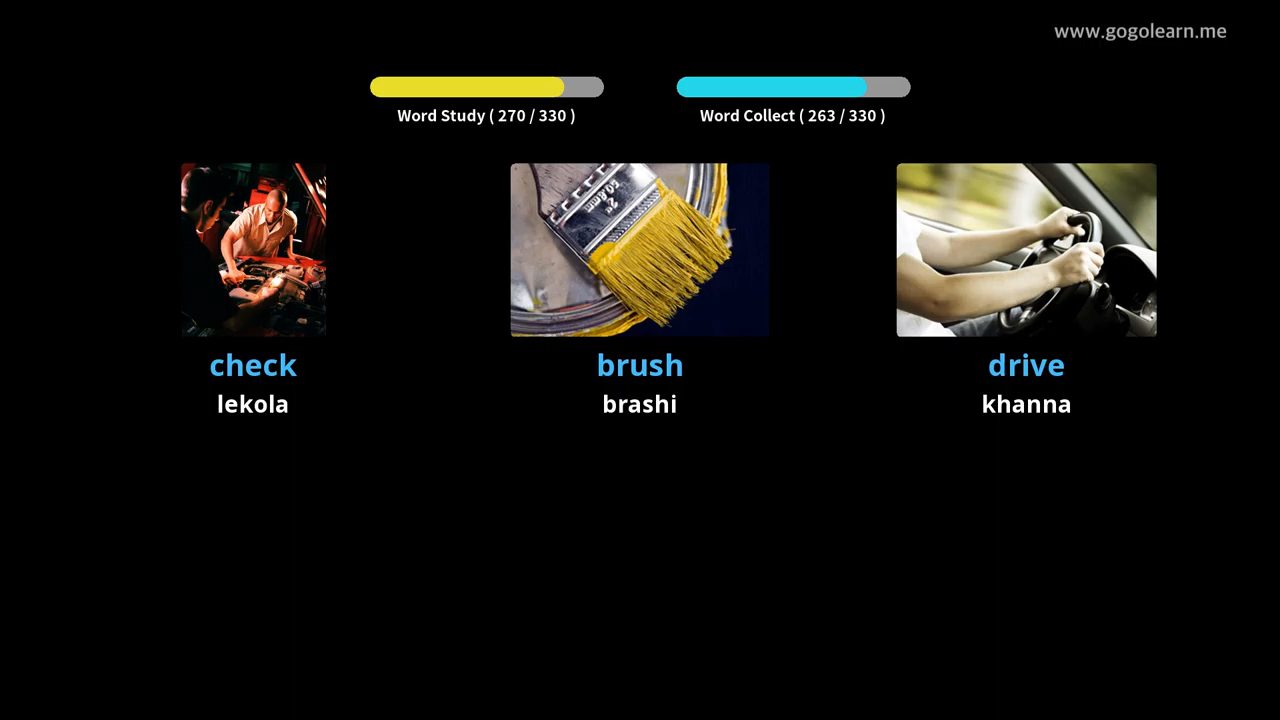 www.gogolearn.me
Word Study ( 270 / 330 )
Word Collect ( 263 / 330 )
check
brush
drive
lekola
brashi
khanna